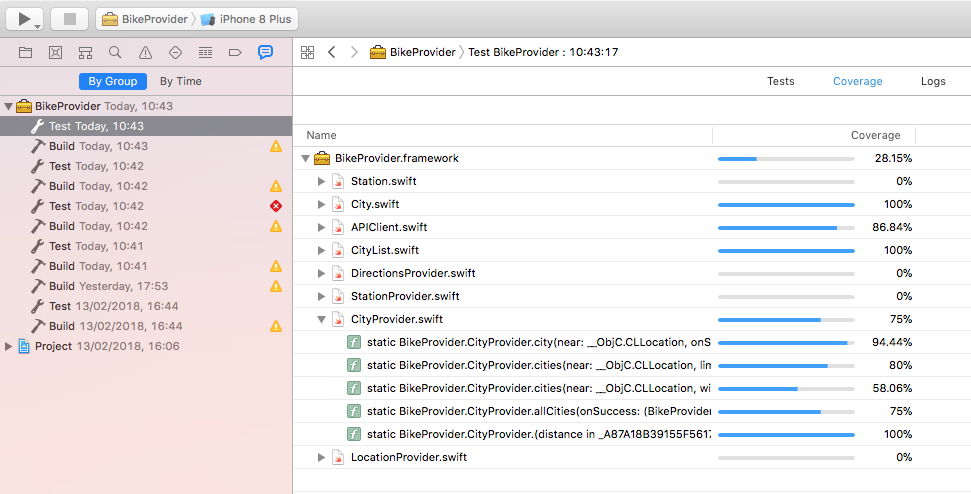 BikeProvider 〉 iPhone 8 Plus
BikeProvider 〉 Test BikeProvider : 10:43:17
By Group By Time
Tests Coverage Logs
BikeProvider Today, 10:43
Test Today, 10:43
Build Today, 10:43
Test Today, 10:42
Build Today, 10:42
Test Today, 10:42
Build Today, 10:42
Test Today, 10:41
Build Today, 10:41
Build Yesterday, 17:53
Test 13/02/2018, 16:44
Build 13/02/2018, 16:44
Project 13/02/2018, 16:06
Name Coverage
BikeProvider.framework 28.15%
Station.swift 0%
City.swift 100%
APIClient.swift 86.84%
CityList.swift 100%
DirectionsProvider.swift 0%
StationProvider.swift 0%
CityProvider.swift 75%
static BikeProvider.CityProvider.city(near: __ObjC.CLLocation, onS 94.44%
static BikeProvider.CityProvider.cities(near: __ObjC.CLLocation, lim 80%
static BikeProvider.CityProvider.cities(near: __ObjC.CLLocation, wi 58.06%
static BikeProvider.CityProvider.allCities(onSuccess: (BikeProvider 75%
static BikeProvider.CityProvider.(distance in _A87A18B39155F5617 100%
LocationProvider.swift 0%